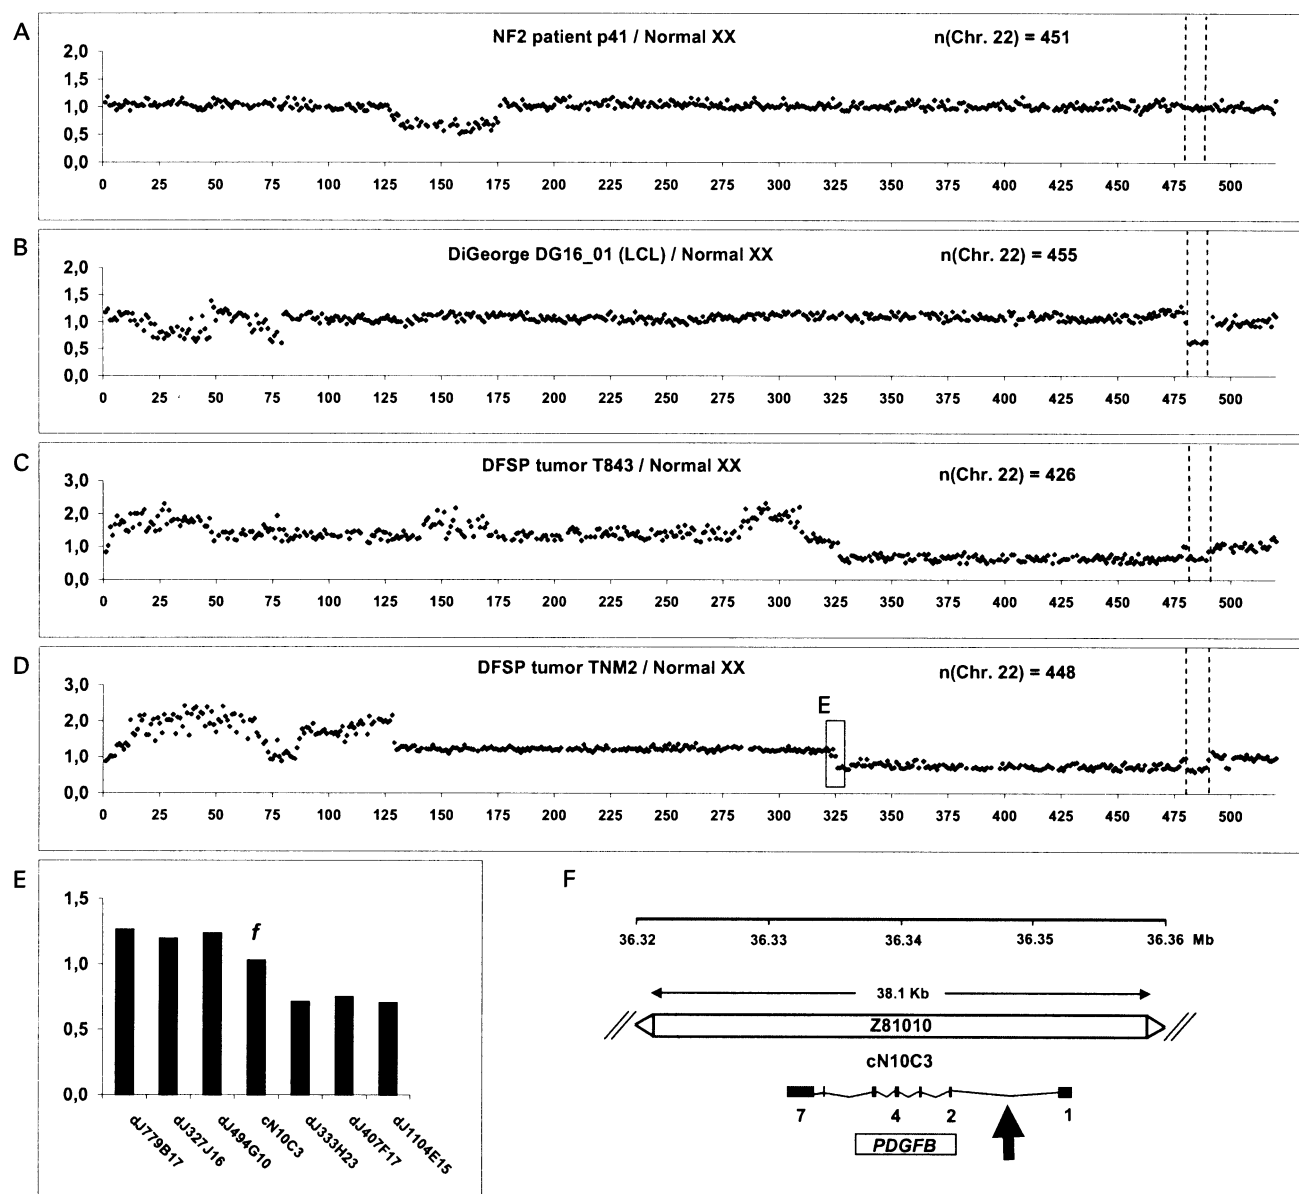 A
NF2 patient p41 / Normal XX
n(Chr. 22) = 451
2,0
1,5
1,0
0,5
0,0
0 25 50 75 100 125 150 175 200 225 250 275 300 325 350 375 400 425 450 475 500
B
DiGeorge DG16_01 (LCL) / Normal XX
n(Chr. 22) = 455
2,0
1,5
1,0
0,5
0,0
0 25 50 75 100 125 150 175 200 225 250 275 300 325 350 375 400 425 450 475 500
C
DFSP tumor T843 / Normal XX
n(Chr. 22) = 426
3,0
2,0
1,0
0,0
0 25 50 75 100 125 150 175 200 225 250 275 300 325 350 375 400 425 450 475 500
D
DFSP tumor TNM2 / Normal XX
n(Chr. 22) = 448
3,0
2,0
1,0
0,0
E
0 25 50 75 100 125 150 175 200 225 250 275 300 325 350 375 400 425 450 475 500
E
1,5
1,0
0,5
0,0
f
dJ779B17
dJ327J16
dJ494G10
cN10C3
dJ333H23
dJ407F17
dJ1104E15
F
36.32 36.33 36.34 36.35 36.36 Mb
38.1 Kb
Z81010
cN10C3
7 4 2 1
PDGFB